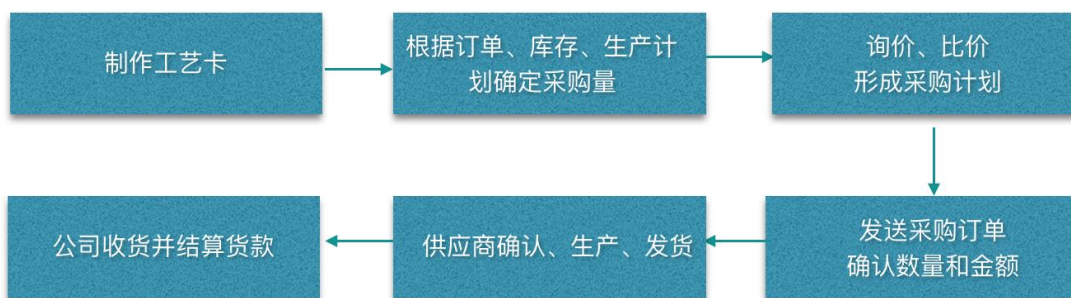 制作工艺卡
根据订单、库存、生产计
划确定采购量
询价、比价
形成采购计划
发送采购订单
确认数量和金额
供应商确认、生产、发货
公司收货并结算货款